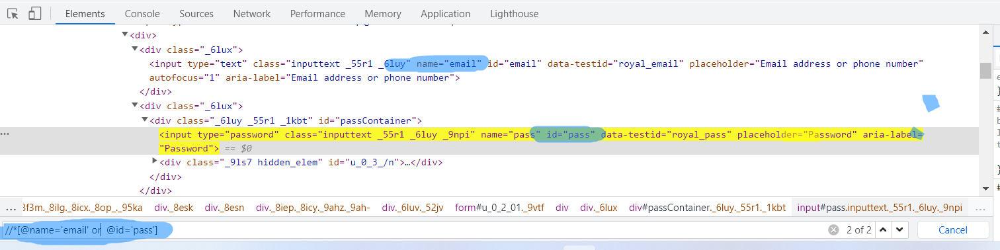 Elements Console Sources Network Performance Memory Application Lighthouse
<div>
<div class="_6lux">
<input type="text" class="inputtext _55r1 _6luy" name="email" id="email" data-testid="royal_email" placeholder="Email address or phone number"
autofocus="1" aria-label="Email address or phone number">
</div>
<div class="_6lux">
<div class="_6luy _55r1 _1kbt" id="passContainer">
... <input type="password" class="inputtext _55r1 _6luy _9npi" name="pass" id="pass" data-testid="royal_pass" placeholder="Password" aria-label=
"Password"> == $0
<div class="_9ls7 hidden_elem" id="u_0_3_/n">…</div>
</div>
</div>
... 3f3m._8ilg._8icx._8op_._95ka div._8esk div._8esn div._8iep._8icy._9ahz._9ah- div._6luv._52jv form#u_0_2_01._9vtf div div._6lux div#passContainer._6luy._55r1._1kbt input#pass.inputtext._55r1._6luy._9npi ...
//*[@name='email' or @id='pass'] 2 of 2 Cancel